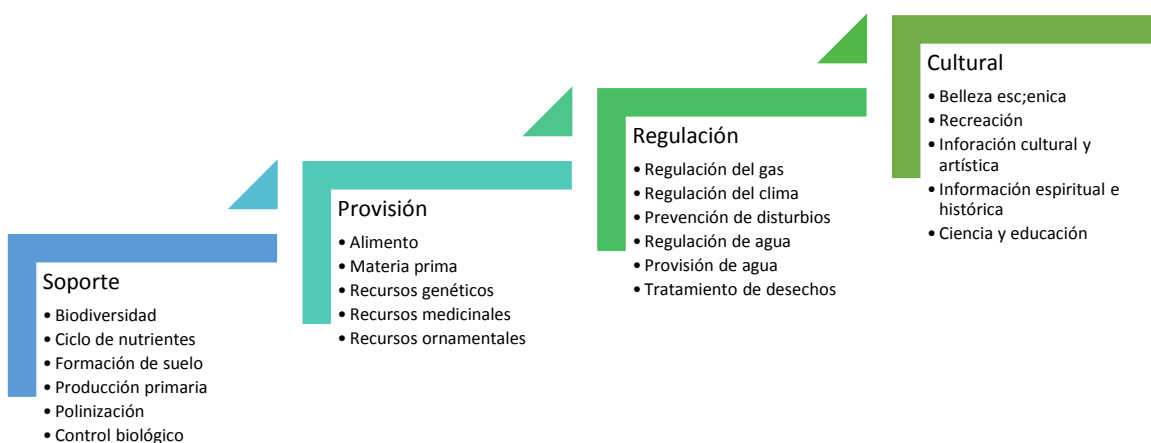 Soporte
• Biodiversidad
• Ciclo de nutrientes
• Formación de suelo
• Producción primaria
• Polinización
• Control biológico
Provisión
• Alimento
• Materia prima
• Recursos genéticos
• Recursos medicinales
• Recursos ornamentales
Regulación
• Regulación del gas
• Regulación del clima
• Prevención de disturbios
• Regulación de agua
• Provisión de agua
• Tratamiento de desechos
Cultural
• Belleza esc;enica
• Recreación
• Inforación cultural y
artística
• Información espiritual e
histórica
• Ciencia y educación